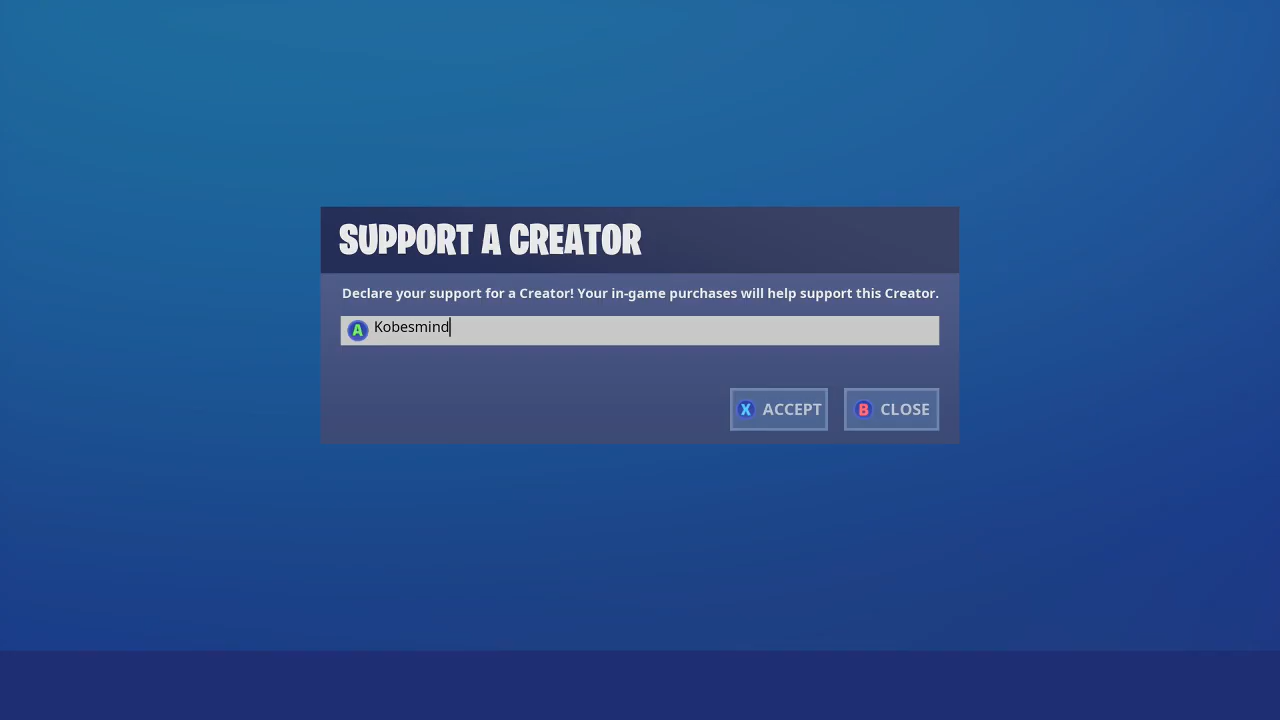 SUPPORT A CREATOR
Declare your support for a Creator! Your in-game purchases will help support this Creator.
A Kobesmind
X ACCEPT B CLOSE